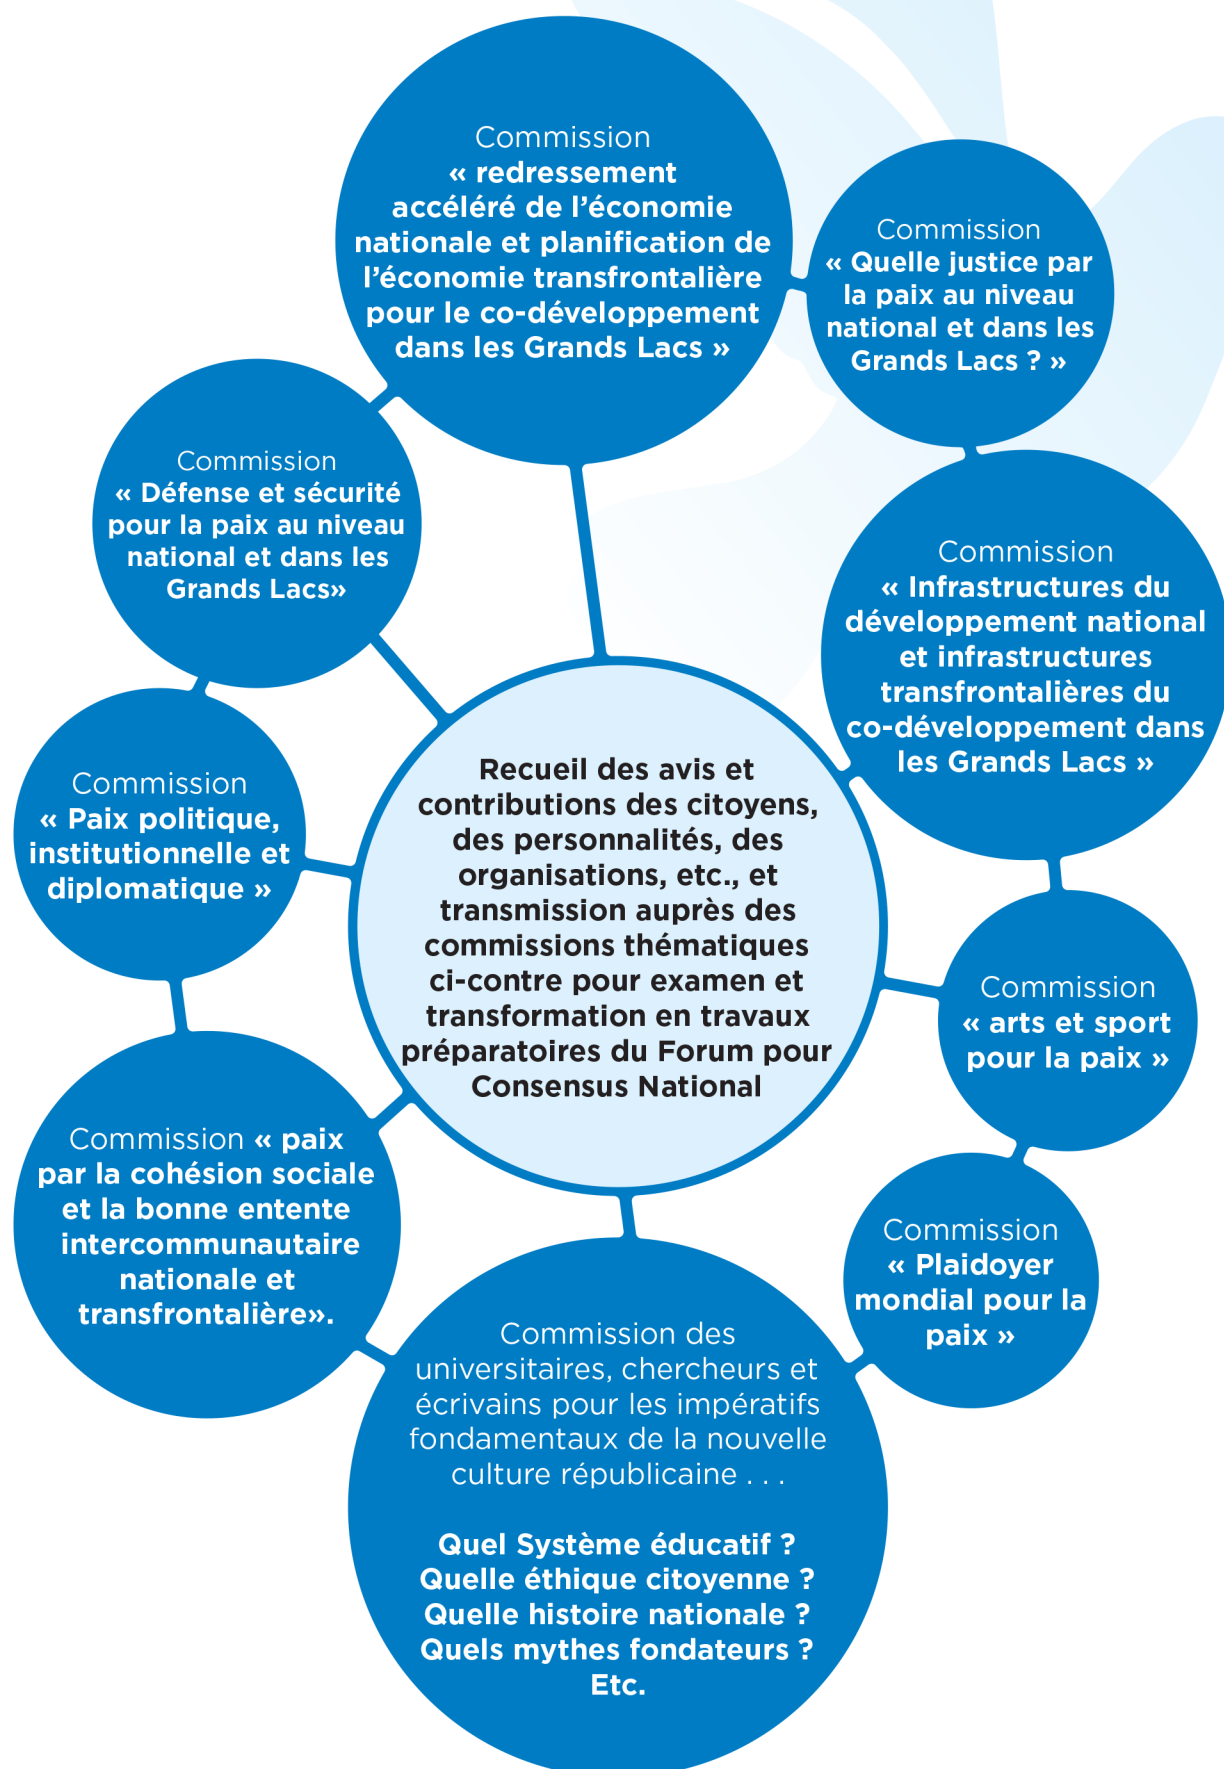 Commission
« redressement
accéléré de l’économie
nationale et planification de
l’économie transfrontalière
pour le co-développement
dans les Grands Lacs »
Commission
« Quelle justice par
la paix au niveau
national et dans les
Grands Lacs ? »
Commission
« Défense et sécurité
pour la paix au niveau
national et dans les
Grands Lacs»
Commission
« Infrastructures du
développement national
et infrastructures
transfrontalières du
co-développement dans
les Grands Lacs »
Commission
« Paix politique,
institutionnelle et
diplomatique »
Recueil des avis et
contributions des citoyens,
des personnalités, des
organisations, etc., et
transmission auprès des
commissions thématiques
ci-contre pour examen et
transformation en travaux
préparatoires du Forum pour
Consensus National
Commission
« arts et sport
pour la paix »
Commission « paix
par la cohésion sociale
et la bonne entente
intercommunautaire
nationale et
transfrontalière».
Commission
« Plaidoyer
mondial pour la
paix »
Commission des
universitaires, chercheurs et
écrivains pour les impératifs
fondamentaux de la nouvelle
culture républicaine . . .
Quel Système éducatif ?
Quelle éthique citoyenne ?
Quelle histoire nationale ?
Quels mythes fondateurs ?
Etc.